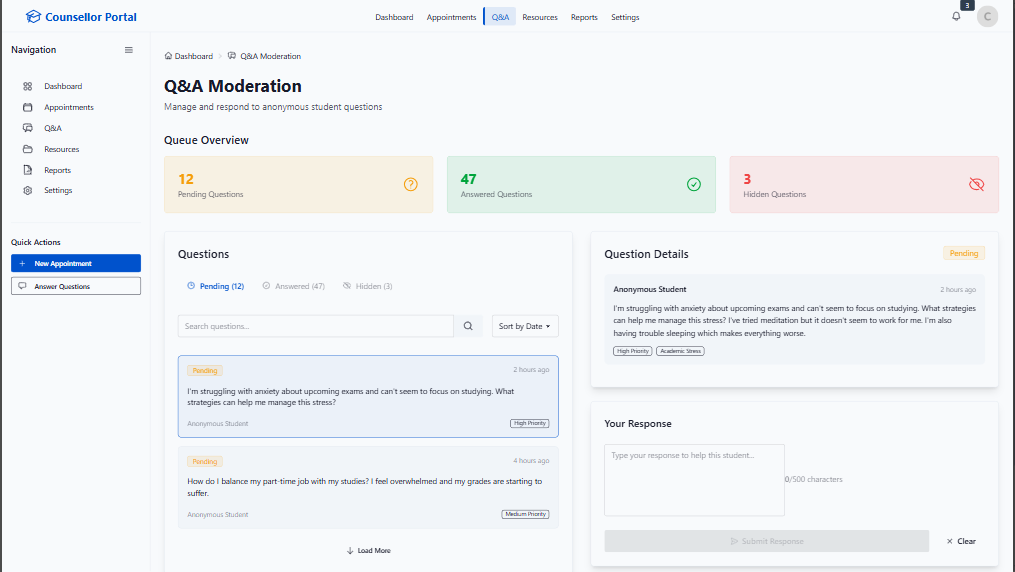 Counsellor Portal
Dashboard
Appointments
Q&A
Resources
Reports
Settings
3
C
Navigation
Dashboard
Appointments
Q&A
Resources
Reports
Settings
Quick Actions
New Appointment
Answer Questions
Dashboard
Q&A Moderation
Q&A Moderation
Manage and respond to anonymous student questions
Queue Overview
12
Pending Questions
47
Answered Questions
3
Hidden Questions
Questions
Pending (12)
Answered (47)
Hidden (3)
Search questions...
Sort by Date
Pending
2 hours ago
I'm struggling with anxiety about upcoming exams and can't seem to focus on studying. What
strategies can help me manage this stress?
Anonymous Student
High Priority
Pending
4 hours ago
How do I balance my part-time job with my studies? I feel overwhelmed and my grades are starting to
suffer.
Anonymous Student
Medium Priority
Load More
Question Details
Pending
Anonymous Student
2 hours ago
I'm struggling with anxiety about upcoming exams and can't seem to focus on studying. What strategies
can help me manage this stress? I've tried meditation but it doesn't seem to work for me. I'm also
having trouble sleeping which makes everything worse.
High Priority
Academic Stress
Your Response
Type your response to help this student...
0/500 characters
Submit Response
Clear